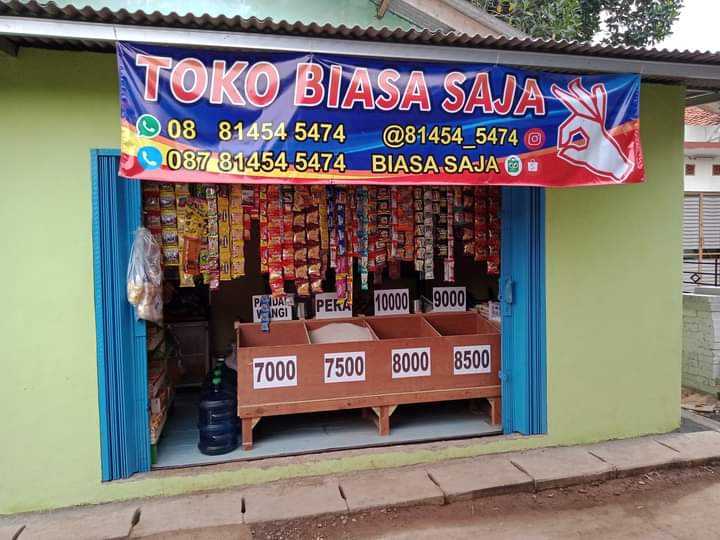 TOKO BIASA SAJA
08 81454 5474 @81454_5474
087 81454 5474 BIASA SAJA
PANDAN WANGI
PERA
10000
9000
7000
7500
8000
8500